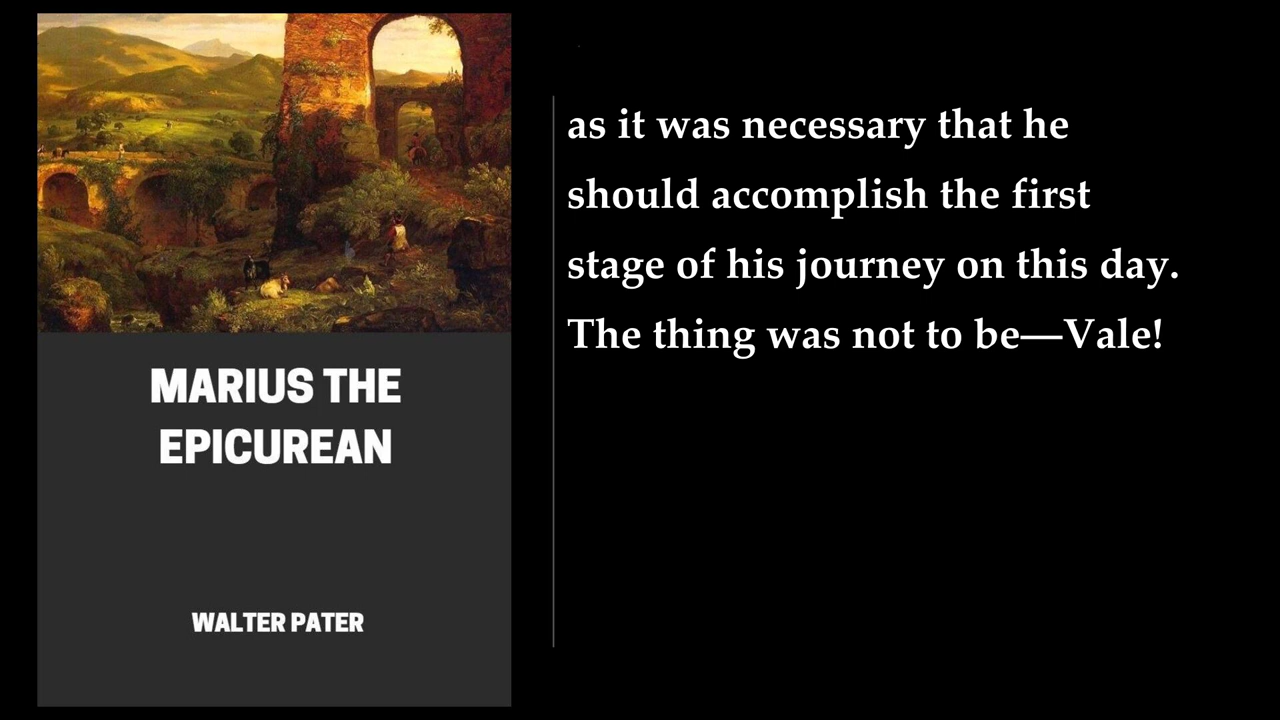 MARIUS THE
EPICUREAN
WALTER PATER
as it was necessary that he
should accomplish the first
stage of his journey on this day.
The thing was not to be—Vale!